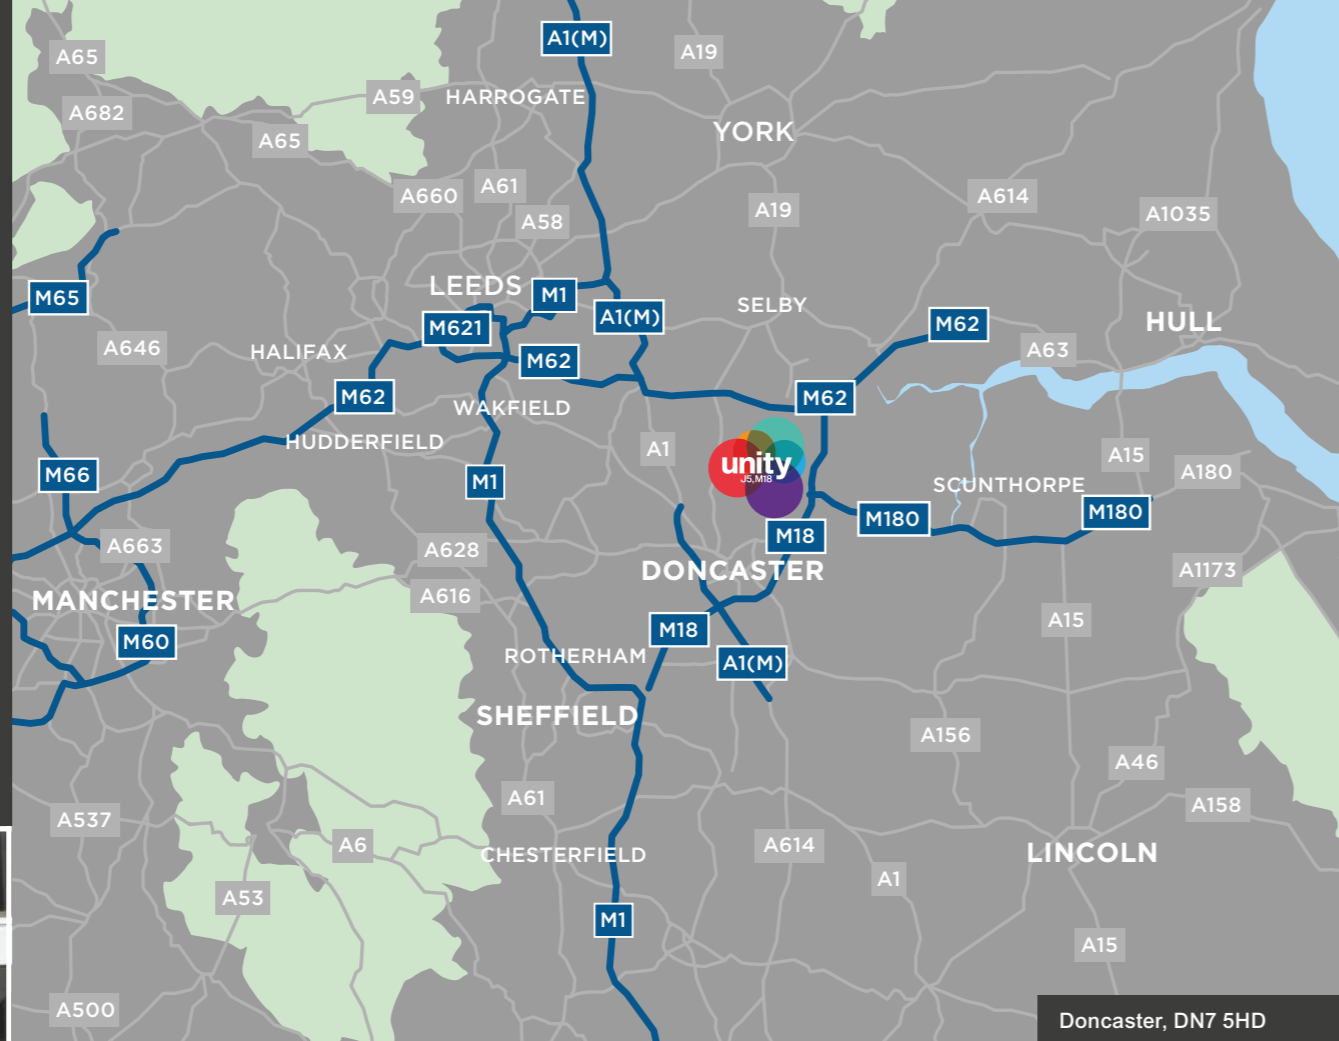 A1(M)
A19
A65
A59
HARROGATE
A682
YORK
A65
A660
A61
A614
A19
A1035
A58
LEEDS
M1
M65
SELBY
A1(M)
M621
M62
HULL
A646
HALIFAX
M62
A63
M62
M62
WAKFIELD
HUDDERFIELD
A1
unity
J5, M18
A15
A180
M66
M1
SCUNTHORPE
M180
M180
M18
A663
A628
DONCASTER
A1173
MANCHESTER
A616
A15
M60
M18
ROTHERHAM
A1(M)
SHEFFIELD
A156
A46
A61
A158
A537
A6
CHESTERFIELD
A614
LINCOLN
A1
A53
M1
A15
A500
Doncaster, DN7 5HD